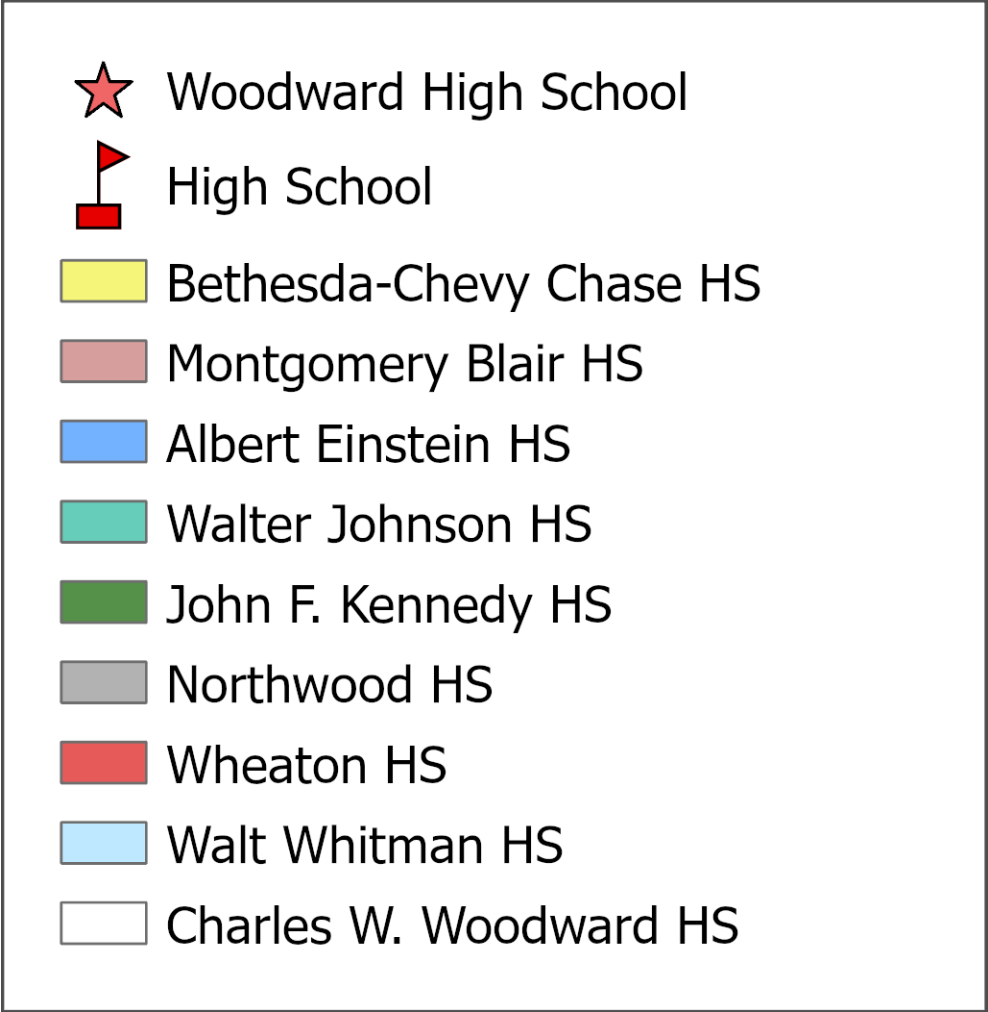 Woodward High School
High School
Bethesda-Chevy Chase HS
Montgomery Blair HS
Albert Einstein HS
Walter Johnson HS
John F. Kennedy HS
Northwood HS
Wheaton HS
Walt Whitman HS
Charles W. Woodward HS